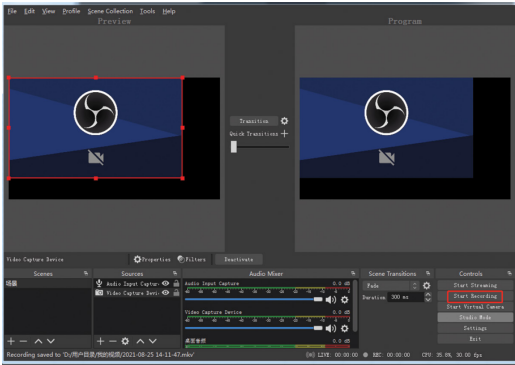 File Edit View Profile Scene Collection Tools Help
Preview
Program
Transition
Quick Transitions
Video Capture Device
Properties
Filters
Deactivate
Scenes
Sources
Audio Mixer
Scene Transitions
Controls
场景
Audio Input Captur
Video Capture Devi
Audio Input Capture 0.0 dB
Video Capture Device 0.0 dB
桌面音频 0.0 dB
Fade
Duration 300 ms
Start Streaming
Start Recording
Start Virtual Camera
Studio Mode
Settings
Exit
Recording saved to 'D:/用户目录/我的视频/2021-08-25 14-11-47.mkv'
LIVE: 00:00:00
REC: 00:00:00
CPU: 35.8%, 30.00 fps